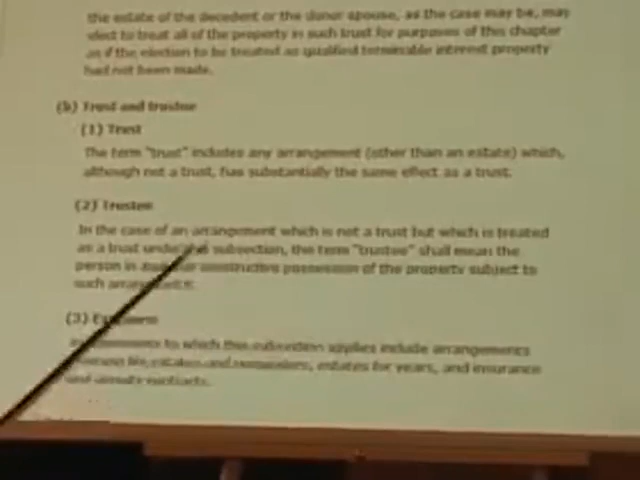 the estate of the decedent or the donor spouse, as the case may be, may
elect to treat all of the property in such trust for purposes of this chapter
as if the election to be treated as qualified terminable interest property
had not been made.
(b) Trust and trustee
(1) Trust
The term "trust" includes any arrangement (other than an estate) which,
although not a trust, has substantially the same effect as a trust.
(2) Trustee
In the case of an arrangement which is not a trust but which is treated
as a trust under this subsection, the term "trustee" shall mean the
person in constructive possession of the property subject to
such
(3)
to which this subsection applies include arrangements
life estates and remainders, estates for years, and insurance
and annuity contracts.